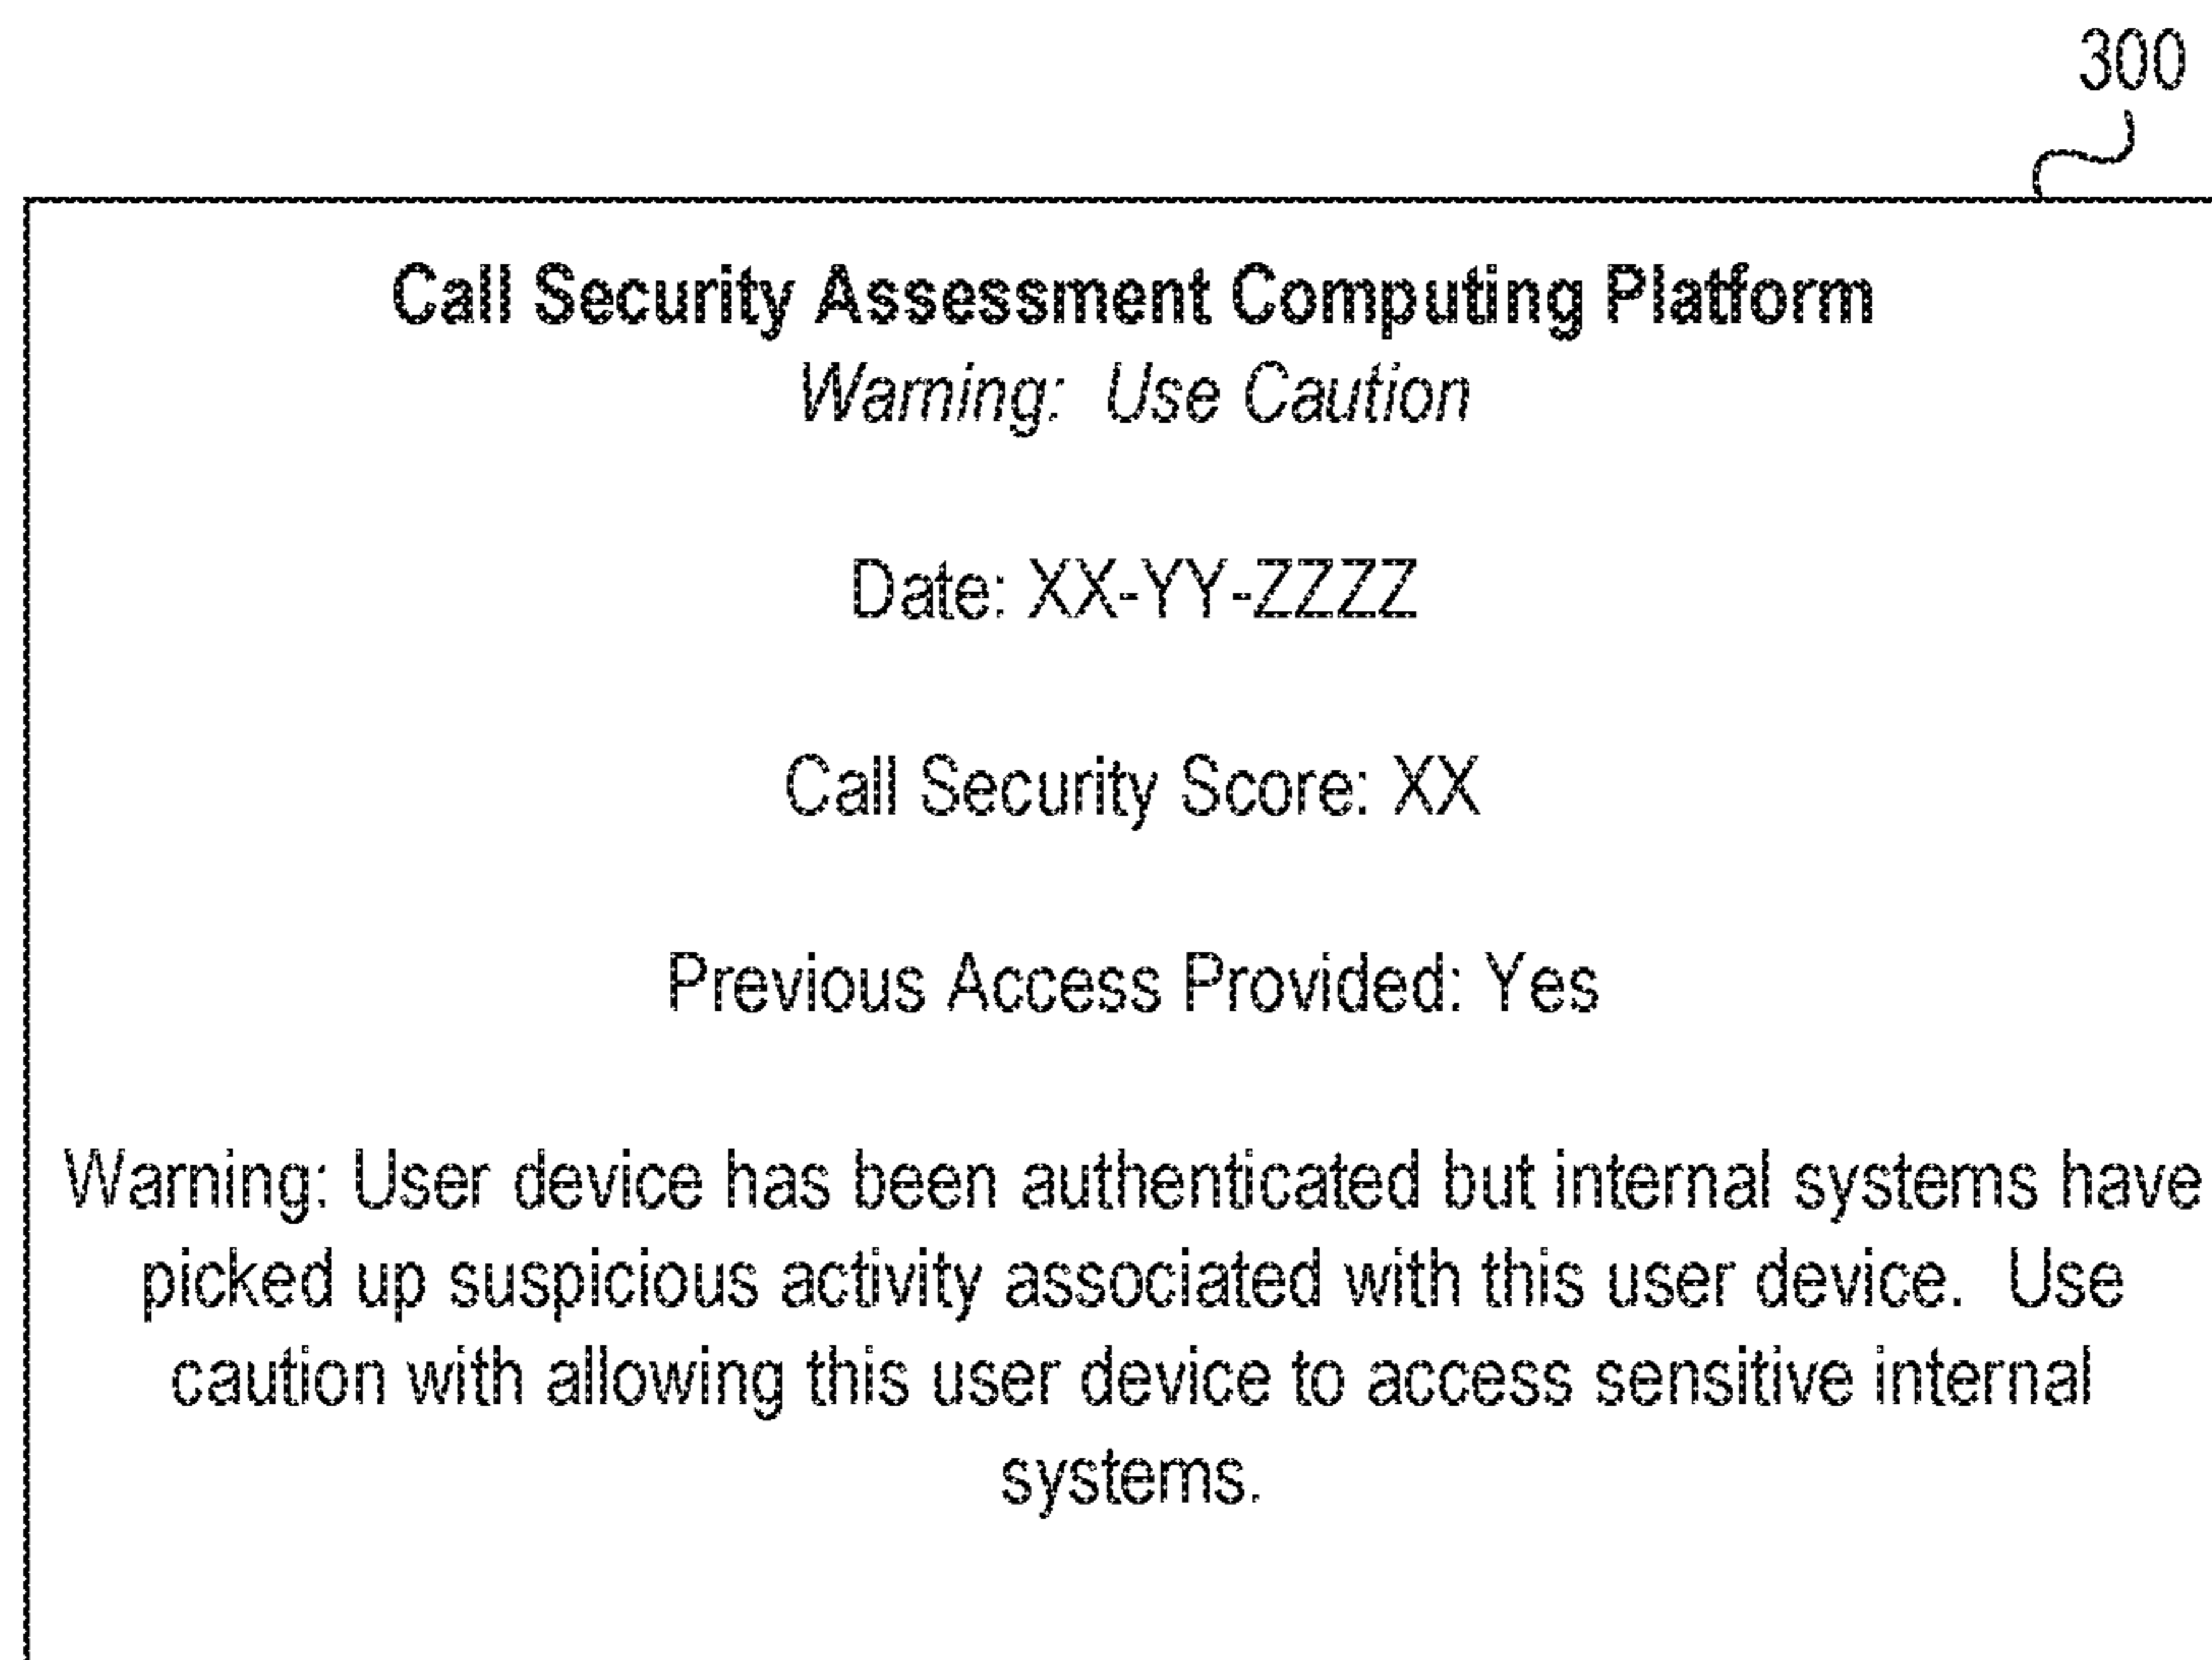 300
Call Security Assessment Computing Platform
Warning:  Use Caution
Date: XX-YY-ZZZZ
Call Security Score: XX
Previous Access Provided: Yes
Warning: User device has been authenticated but internal systems have
picked up suspicious activity associated with this user device.  Use
caution with allowing this user device to access sensitive internal
systems.